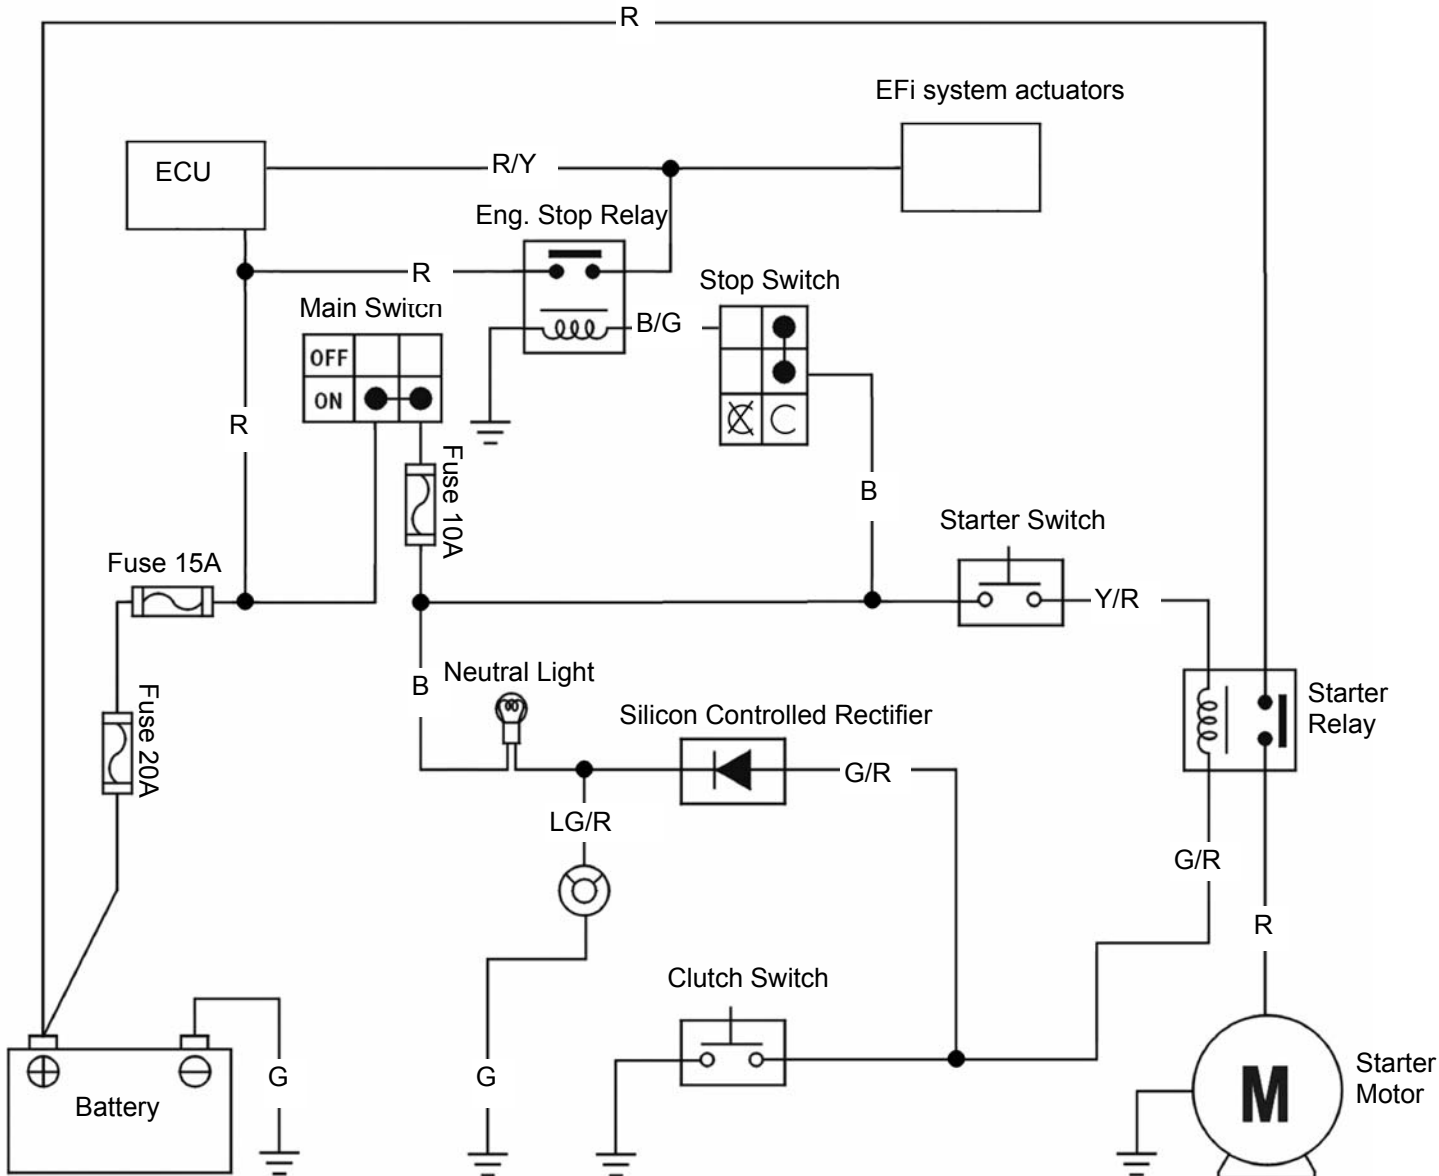 R
EFi system actuators
ECU
R/Y
Eng. Stop Relay
R
Stop Switch
Main Switch
B/G
OFF
ON
C C
R
Fuse 10A
B
Starter Switch
Fuse 15A
Y/R
Neutral Light
B
Fuse 20A
Silicon Controlled Rectifier
Starter
Relay
G/R
LG/R
G/R
R
Clutch Switch
G
G
Battery
M
Starter
Motor